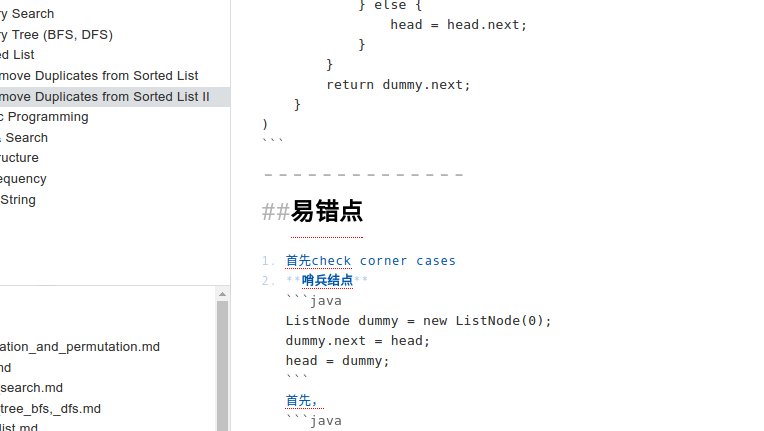 ry Search
ry Tree (BFS, DFS)
ed List
move Duplicates from Sorted List
move Duplicates from Sorted List II
c Programming
& Search
ructure
equency
String
ation_and_permutation.md
nd
search.md
tree_bfs,_dfs.md
list.md
} else {
head = head.next;
}
}
return dummy.next;
}
)
```
--------------
##易错点
1. 首先check corner cases
2. **哨兵结点**
```java
ListNode dummy = new ListNode(0);
dummy.next = head;
head = dummy;
```
首先，
```java